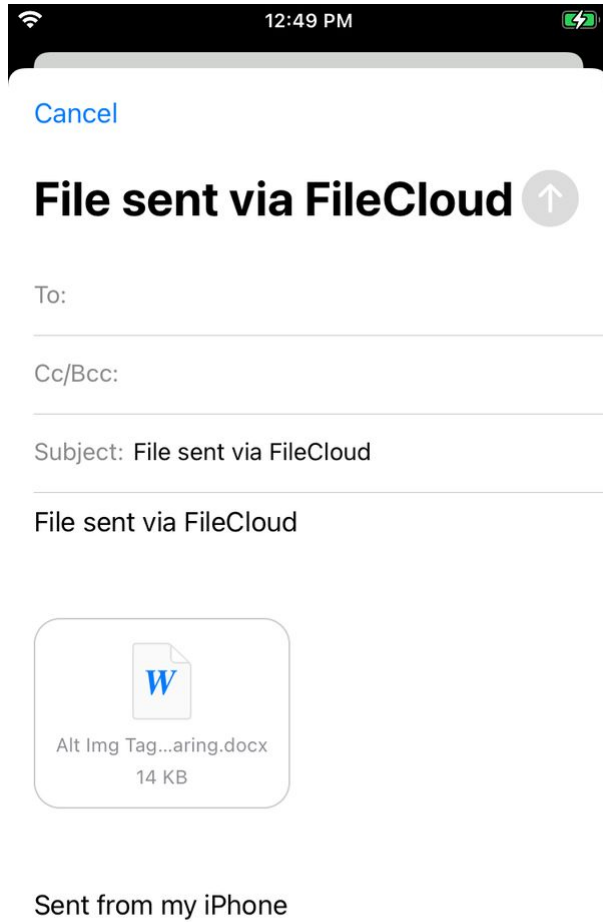 12:49 PM
Cancel
File sent via FileCloud
To:
Cc/Bcc:
Subject: File sent via FileCloud
File sent via FileCloud
W
Alt Img Tag...aring.docx
14 KB
Sent from my iPhone